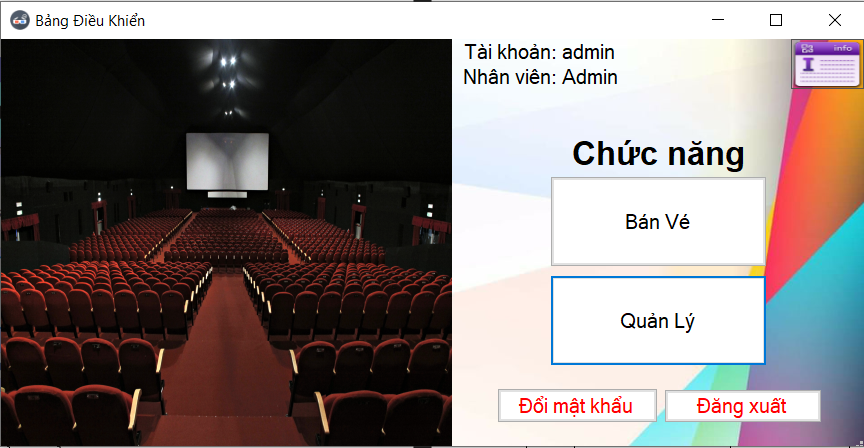 Bảng Điều Khiển
Tài khoản: admin
Nhân viên: Admin
info
Chức năng
Bán Vé
Quản Lý
Đổi mật khẩu
Đăng xuất